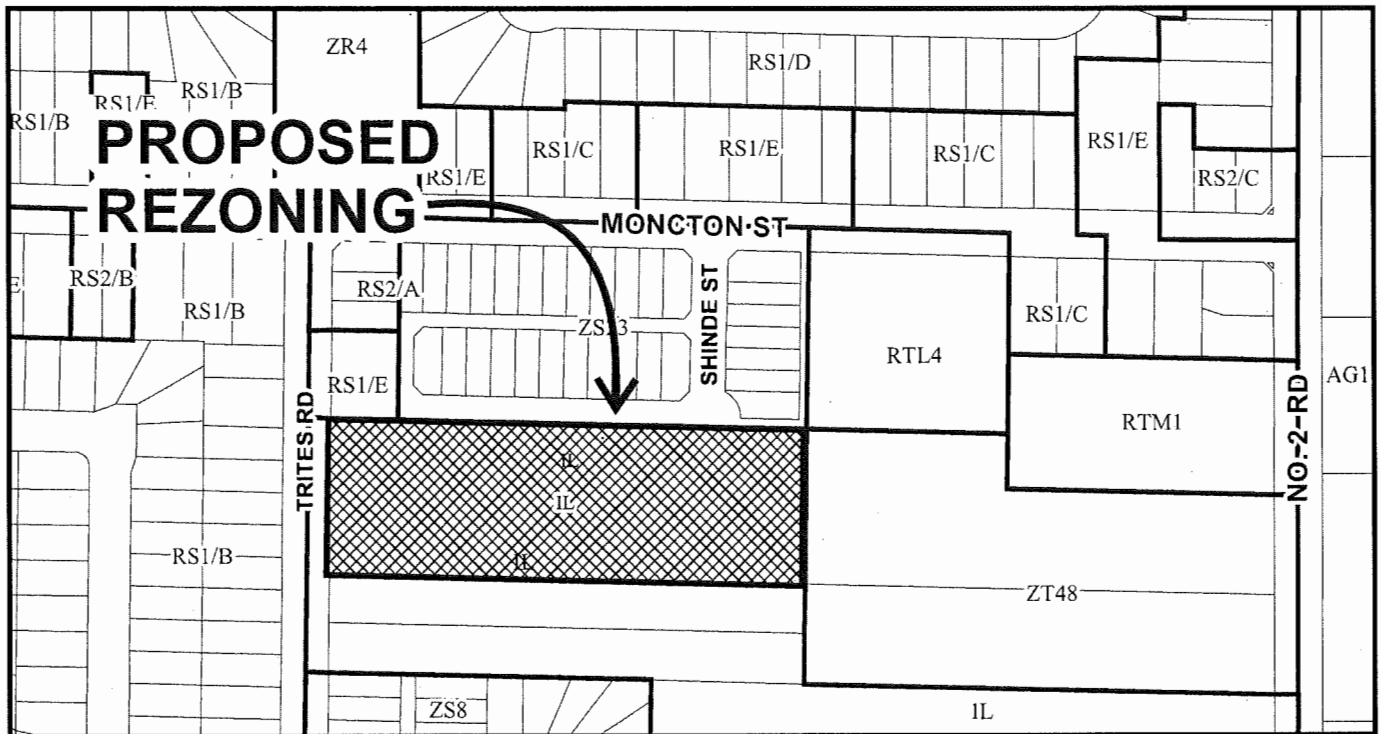 ZR4
RS1/D
RS1/B
RS1/E
RS1/B
PROPOSED
REZONING
RS1/E
RS1/C
RS1/E
RS1/C
RS1/E
RS2/C
MONCTON ST
RS2/B
RS1/B
RS2/A
ZS23
SHINDE ST
RS1/C
RTL4
RS1/E
AG1
RTM1
NO. 2 RD
TRITES RD
IL
IL
IL
RS1/B
ZT48
ZS8
IL